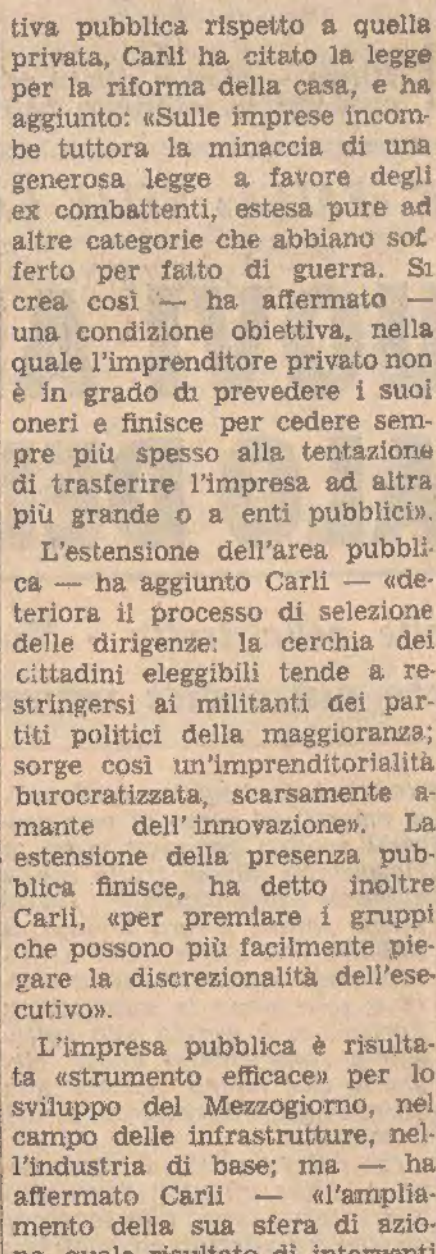 tiva pubblica rispetto a quella
privata, Carli ha citato la legge
per la riforma della casa, e ha
aggiunto: «Sulle imprese incom-
be tuttora la minaccia di una
generosa legge a favore degli
ex combattenti, estesa pure ad
altre categorie che abbiano sof
ferto per fatto di guerra. Si
crea così — ha affermato —
una condizione obiettiva, nella
quale l'imprenditore privato non
è in grado di prevedere i suoi
oneri e finisce per cedere sem-
pre più spesso alla tentazione
di trasferire l'impresa ad altra
più grande o a enti pubblici».
L'estensione dell'area pubbli-
ca — ha aggiunto Carli — «de-
teriora il processo di selezione
delle dirigenze: la cerchia dei
cittadini eleggibili tende a re-
stringersi ai militanti dei par-
titi politici della maggioranza;
sorge così un'imprenditorialità
burocratizzata, scarsamente a-
mante dell'innovazione». La
estensione della presenza pub-
blica finisce, ha detto inoltre
Carli, «per premiare i gruppi
che possono più facilmente pie-
gare la discrezionalità dell'ese-
cutivo».
L'impresa pubblica è risulta-
ta «strumento efficace» per lo
sviluppo del Mezzogiorno, nel
campo delle infrastrutture, nel-
l'industria di base; ma — ha
affermato Carli — «l'amplia-
mento della sua sfera di azio-
ne, quale risultato di interventi